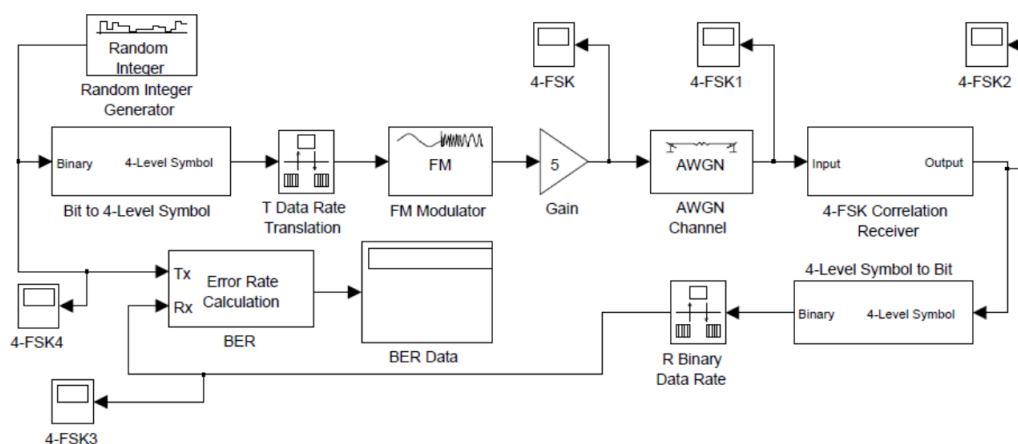 Random
Integer
Random Integer
Generator
4-FSK
4-FSK1
4-FSK2
Binary 4-Level Symbol
Bit to 4-Level Symbol
T Data Rate
Translation
FM
FM Modulator
5
Gain
AWGN
AWGN
Channel
Input Output
4-FSK Correlation
Receiver
4-Level Symbol to Bit
Binary 4-Level Symbol
R Binary
Data Rate
Tx
Rx
Error Rate
Calculation
BER
BER Data
4-FSK4
4-FSK3